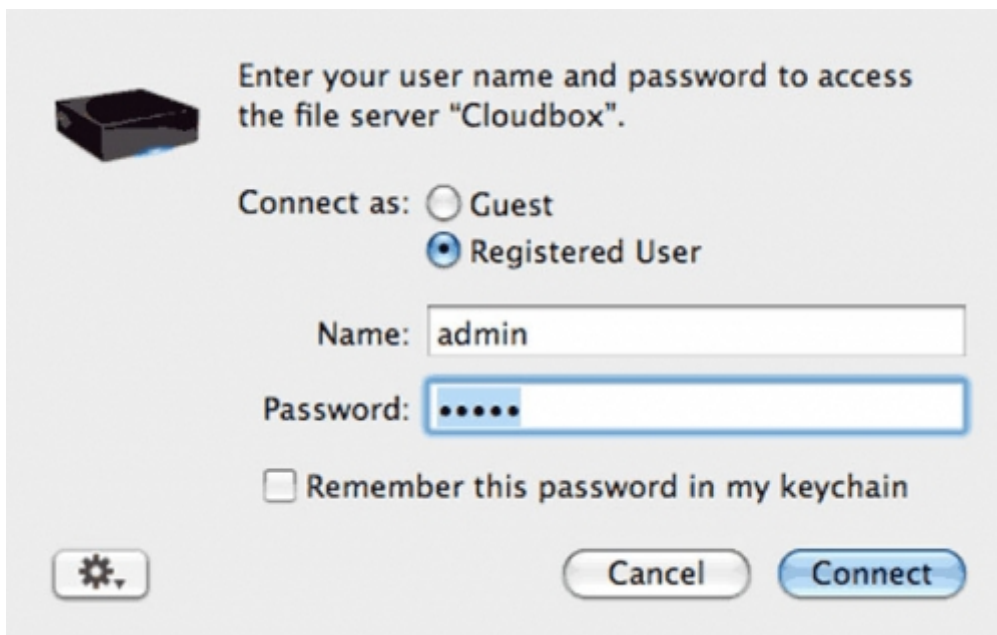 Enter your user name and password to access
the file server “Cloudbox”.
Connect as: Guest
Registered User
Name: admin
Password: •••••
Remember this password in my keychain
Cancel Connect